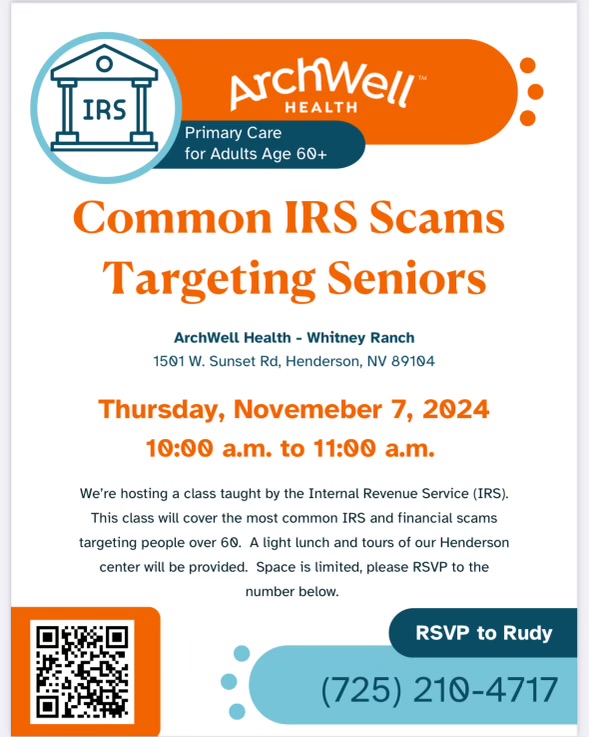 IRS
ArchWell™
HEALTH
Primary Care
for Adults Age 60+
Common IRS Scams
Targeting Seniors
ArchWell Health - Whitney Ranch
1501 W. Sunset Rd, Henderson, NV 89104
Thursday, Novemeber 7, 2024
10:00 a.m. to 11:00 a.m.
We're hosting a class taught by the Internal Revenue Service (IRS).
This class will cover the most common IRS and financial scams
targeting people over 60.  A light lunch and tours of our Henderson
center will be provided.  Space is limited, please RSVP to the
number below.
RSVP to Rudy
(725) 210-4717